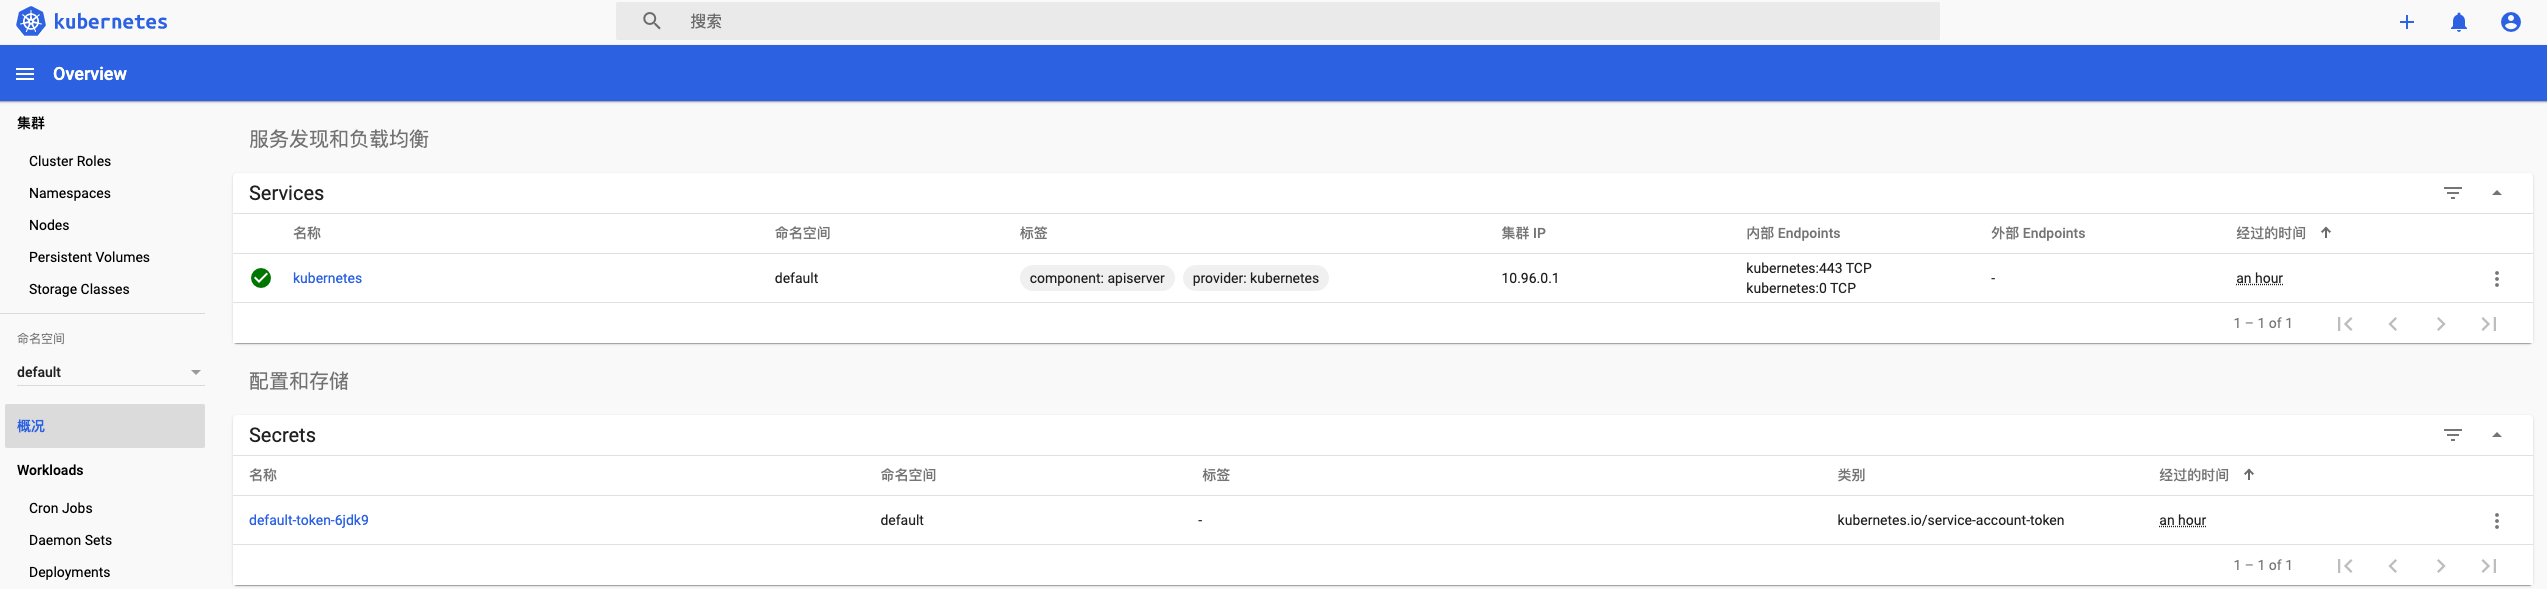 kubernetes
搜索
Overview
集群
Cluster Roles
Namespaces
Nodes
Persistent Volumes
Storage Classes
命名空间
default
概况
Workloads
Cron Jobs
Daemon Sets
Deployments
服务发现和负载均衡
Services
名称 命名空间 标签 集群 IP 内部 Endpoints 外部 Endpoints 经过的时间
kubernetes default component: apiserver provider: kubernetes 10.96.0.1 kubernetes:443 TCP - an hour
kubernetes:0 TCP
1 – 1 of 1
配置和存储
Secrets
名称 命名空间 标签 类别 经过的时间
default-token-6jdk9 default - kubernetes.io/service-account-token an hour
1 – 1 of 1